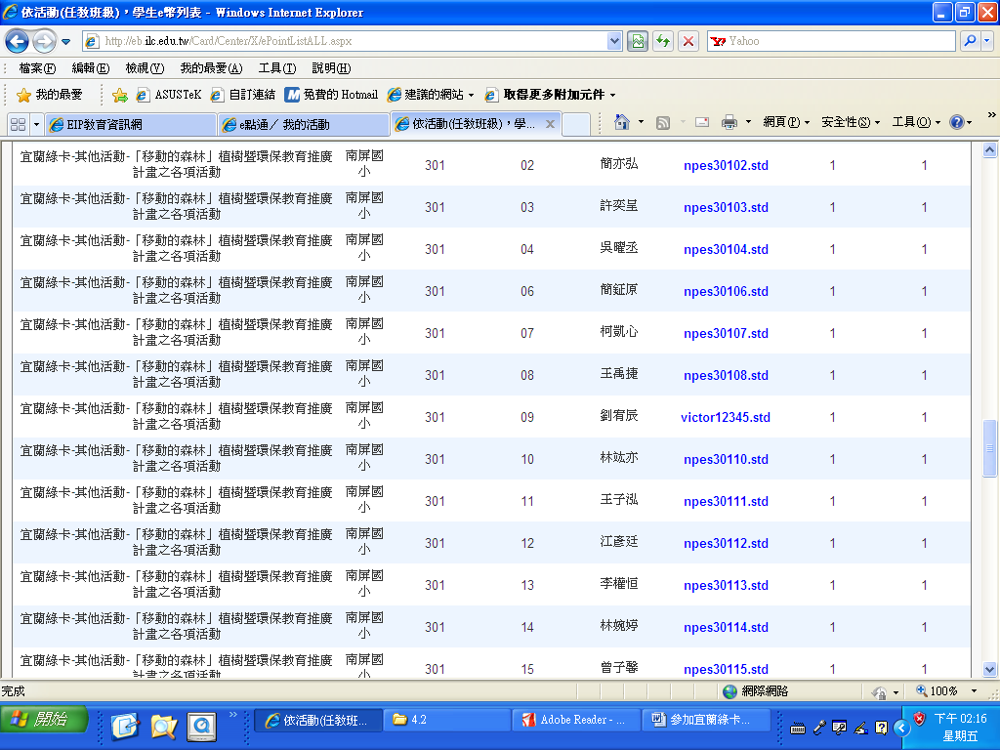 依活動(任教班級)，學生e幣列表 - Windows Internet Explorer
http://eb.ilc.edu.tw/Card/Center/X/ePointListALL.aspx
Yahoo
檔案(F) 編輯(E) 檢視(V) 我的最愛(A) 工具(T) 說明(H)
我的最愛 ASUSTeK 自訂連結 免費的 Hotmail 建議的網站 取得更多附加元件
EIP教育資訊網 e點通／ 我的活動 依活動(任教班級)，學... 網頁(P) 安全性(S) 工具(O) »
宜蘭綠卡-其他活動-「移動的森林」植樹暨環保教育推廣 南屏國
計畫之各項活動 小 301 02 簡亦弘 npes30102.std 1 1
宜蘭綠卡-其他活動-「移動的森林」植樹暨環保教育推廣 南屏國
計畫之各項活動 小 301 03 許奕呈 npes30103.std 1 1
宜蘭綠卡-其他活動-「移動的森林」植樹暨環保教育推廣 南屏國
計畫之各項活動 小 301 04 吳曜丞 npes30104.std 1 1
宜蘭綠卡-其他活動-「移動的森林」植樹暨環保教育推廣 南屏國
計畫之各項活動 小 301 06 簡鉦原 npes30106.std 1 1
宜蘭綠卡-其他活動-「移動的森林」植樹暨環保教育推廣 南屏國
計畫之各項活動 小 301 07 柯凱心 npes30107.std 1 1
宜蘭綠卡-其他活動-「移動的森林」植樹暨環保教育推廣 南屏國
計畫之各項活動 小 301 08 王禹捷 npes30108.std 1 1
宜蘭綠卡-其他活動-「移動的森林」植樹暨環保教育推廣 南屏國
計畫之各項活動 小 301 09 劉宥辰 victor12345.std 1 1
宜蘭綠卡-其他活動-「移動的森林」植樹暨環保教育推廣 南屏國
計畫之各項活動 小 301 10 林竑亦 npes30110.std 1 1
宜蘭綠卡-其他活動-「移動的森林」植樹暨環保教育推廣 南屏國
計畫之各項活動 小 301 11 王子泓 npes30111.std 1 1
宜蘭綠卡-其他活動-「移動的森林」植樹暨環保教育推廣 南屏國
計畫之各項活動 小 301 12 江彥廷 npes30112.std 1 1
宜蘭綠卡-其他活動-「移動的森林」植樹暨環保教育推廣 南屏國
計畫之各項活動 小 301 13 李權恒 npes30113.std 1 1
宜蘭綠卡-其他活動-「移動的森林」植樹暨環保教育推廣 南屏國
計畫之各項活動 小 301 14 林婉婷 npes30114.std 1 1
宜蘭綠卡-其他活動-「移動的森林」植樹暨環保教育推廣 南屏國
計畫之各項活動 小 301 15 曾子馨 npes30115.std 1 1
完成 網際網路 100%
開始 » 依活動(任教班... 4.2 Adobe Reader - ... 參加宜蘭綠卡... 下午 02:16
星期五